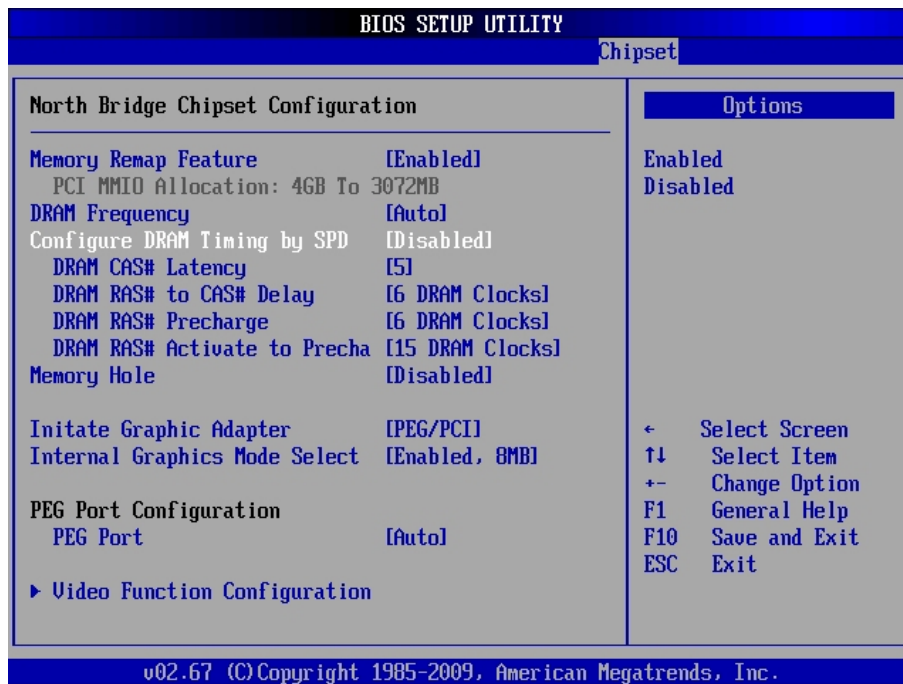 BIOS SETUP UTILITY
Chipset
North Bridge Chipset Configuration
Memory Remap Feature [Enabled]
PCI MMIO Allocation: 4GB To 3072MB
DRAM Frequency [Auto]
Configure DRAM Timing by SPD [Disabled]
DRAM CAS# Latency [5]
DRAM RAS# to CAS# Delay [6 DRAM Clocks]
DRAM RAS# Precharge [6 DRAM Clocks]
DRAM RAS# Activate to Precha [15 DRAM Clocks]
Memory Hole [Disabled]
Initate Graphic Adapter [PEG/PCI]
Internal Graphics Mode Select [Enabled, 8MB]
PEG Port Configuration
PEG Port [Auto]
▶ Video Function Configuration
Options
Enabled
Disabled
← Select Screen
↑↓ Select Item
+- Change Option
F1 General Help
F10 Save and Exit
ESC Exit
v02.67 (C)Copyright 1985-2009, American Megatrends, Inc.